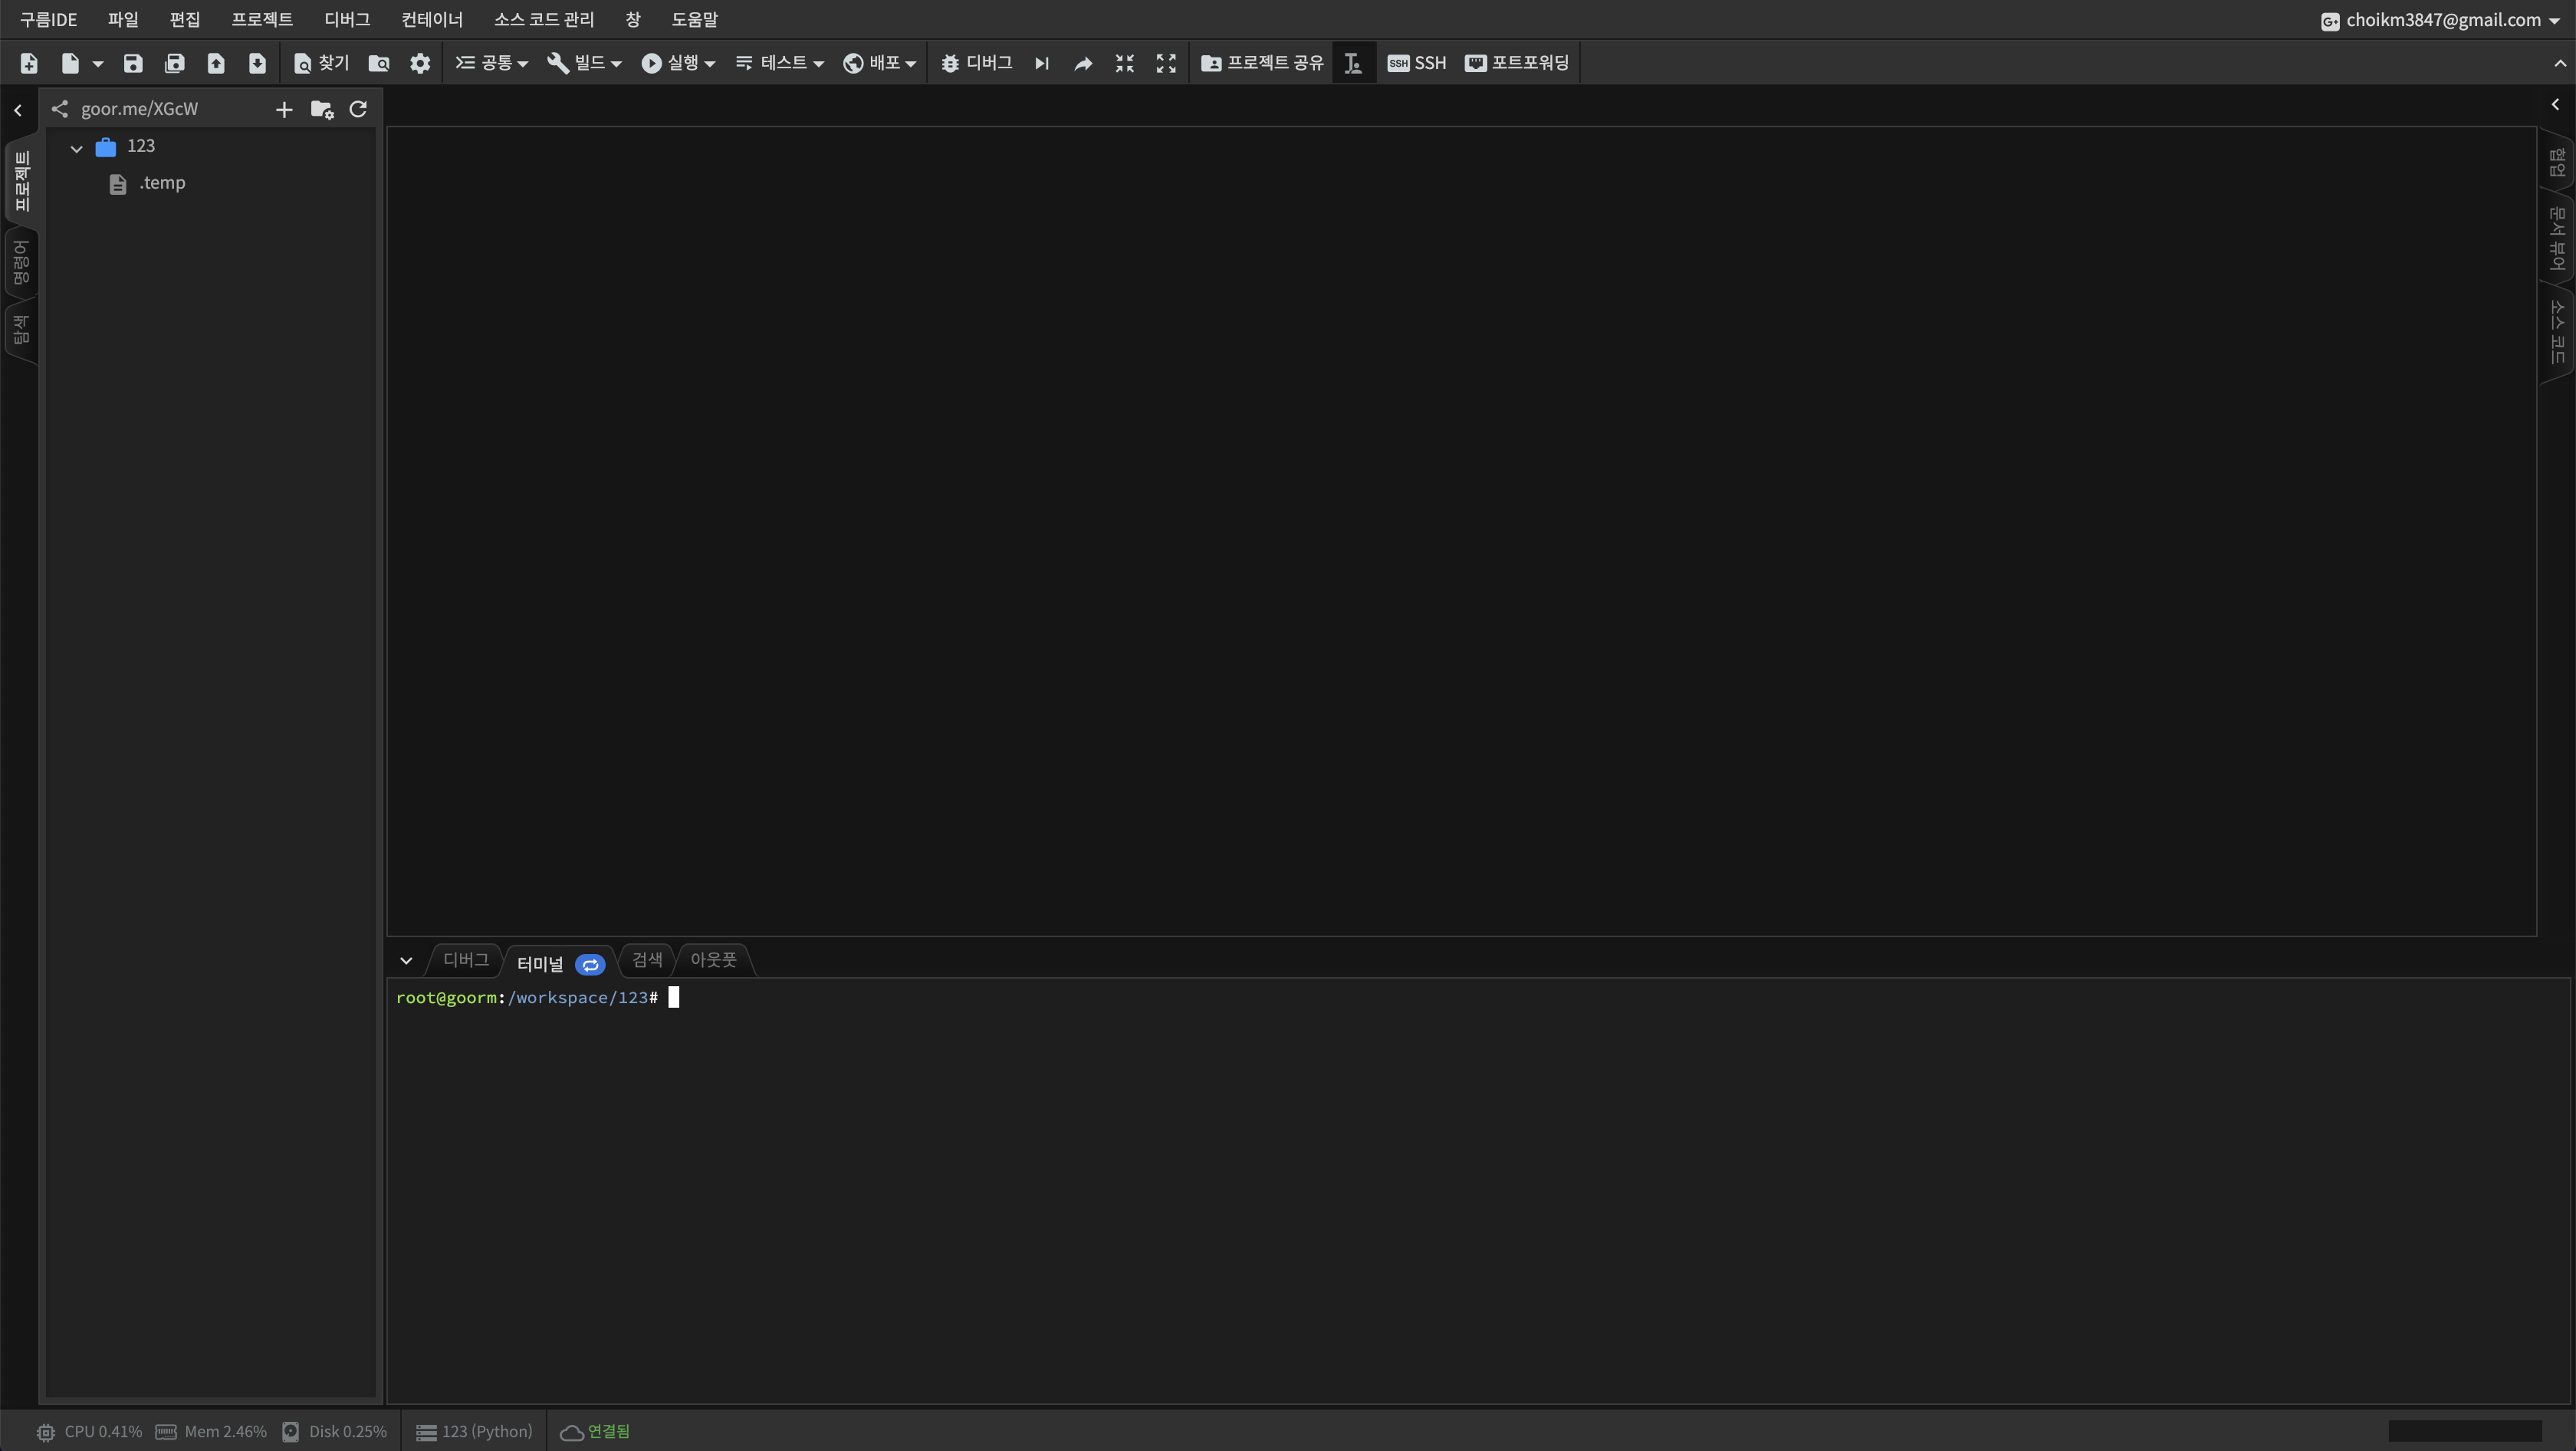 구름IDE 파일 편집 프로젝트 디버그 컨테이너 소스 코드 관리 창 도움말 choikm3847@gmail.com
찾기 공통 빌드 실행 테스트 배포 디버그 프로젝트 공유 SSH SSH 포트포워딩
goor.me/XGcW
123
.temp
프로젝트
명령어
탐색
협업
문서 뷰어
소스 코드
디버그 터미널 검색 아웃풋
root@goorm:/workspace/123#
CPU 0.41% Mem 2.46% Disk 0.25% 123 (Python) 연결됨